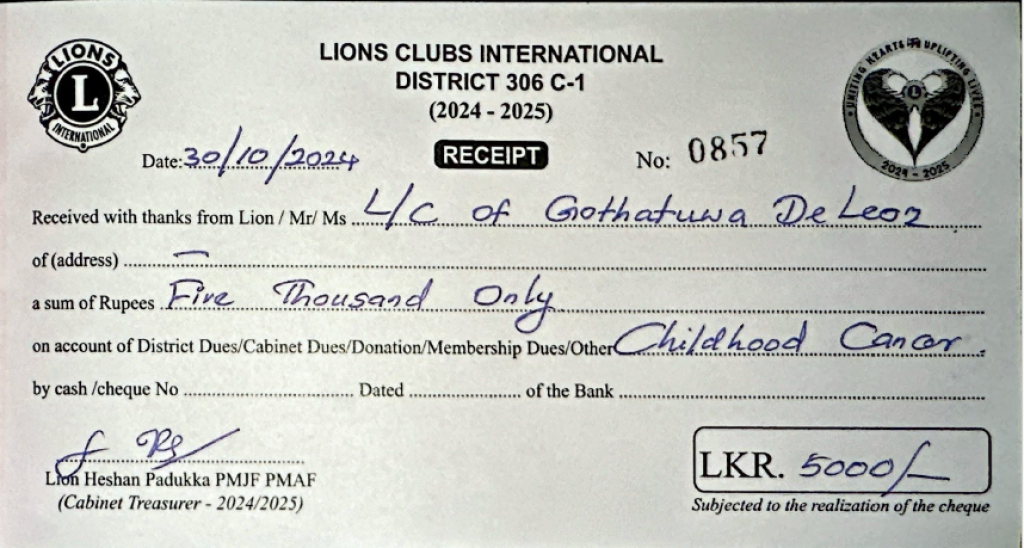 LIONS CLUBS INTERNATIONAL
DISTRICT 306 C-1
(2024 - 2025)
LIONS
L
INTERNATIONAL
UNITING HEARTS UPLIFTING LIVES
L
2024 - 2025
Date: 30/10/2024 RECEIPT No: 0857
Received with thanks from Lion / Mr/ Ms L/C of Gothatuwa De Leoz
of (address) —
a sum of Rupees Five Thousand Only
on account of District Dues/Cabinet Dues/Donation/Membership Dues/Other Childhood Cancer.
by cash /cheque No .................... Dated .................... of the Bank ....................
Lion Heshan Padukka PMJF PMAF
(Cabinet Treasurer - 2024/2025)
LKR. 5000/-
Subjected to the realization of the cheque